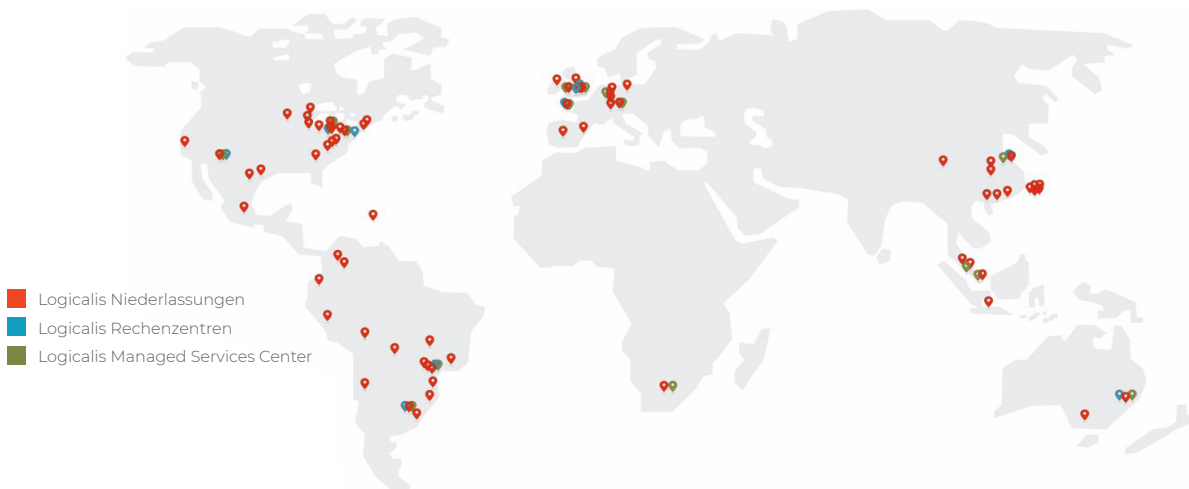 Logicalis Niederlassungen
Logicalis Rechenzentren
Logicalis Managed Services Center